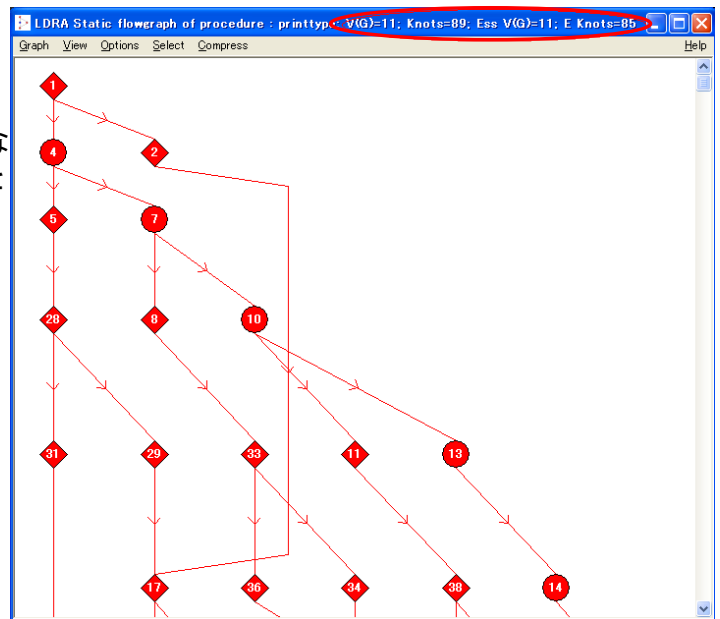 LDRA Static flowgraph of procedure : printtype V(G)=11; Knots=89; Ess V(G)=11; E Knots=85
Graph View Options Select Compress Help
1
4 2
5 7
28 8 10
31 29 33 11 13
17 36 34 38 14